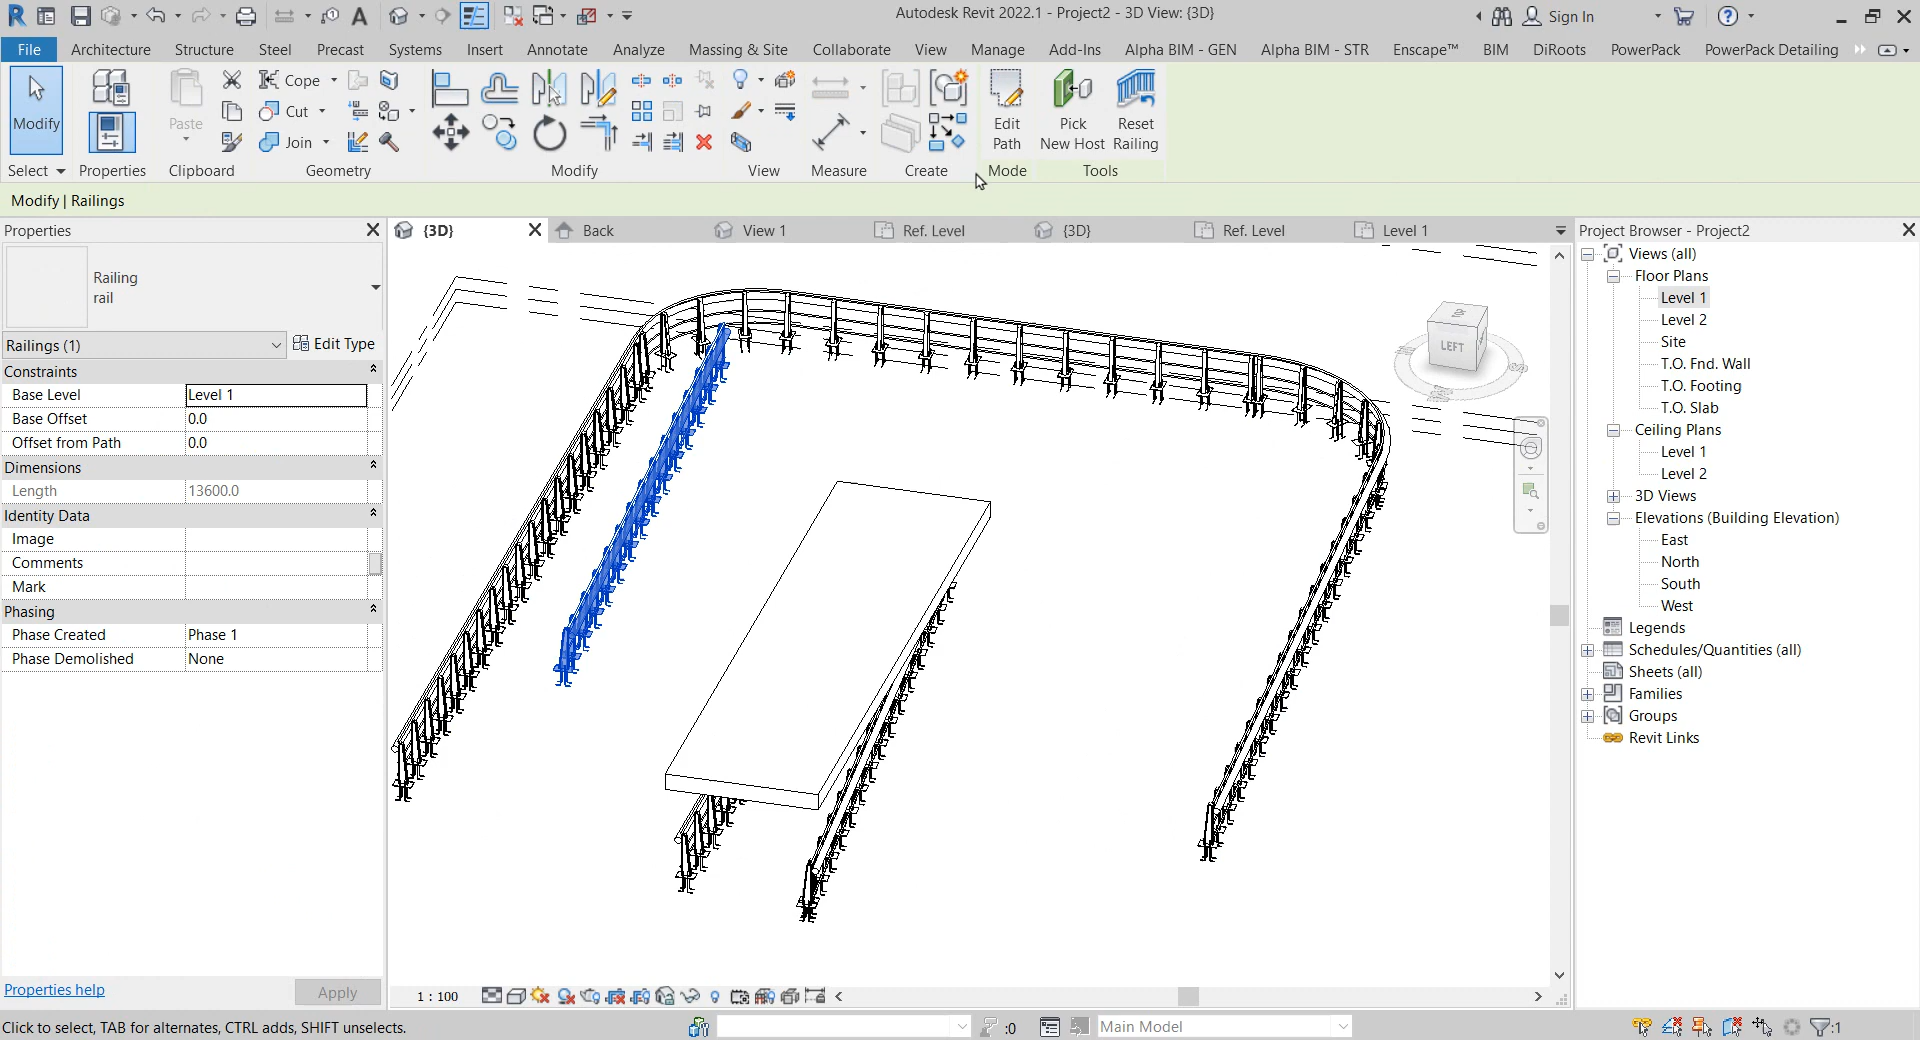 Autodesk Revit 2022.1 - Project2 - 3D View: {3D}
Sign In
File
Architecture
Structure
Steel
Precast
Systems
Insert
Annotate
Analyze
Massing & Site
Collaborate
View
Manage
Add-Ins
Alpha BIM - GEN
Alpha BIM - STR
Enscape™
BIM
DiRoots
PowerPack
PowerPack Detailing
Modify
Paste
Cope
Cut
Join
Edit
Path
Pick
New Host
Reset
Railing
Select
Properties
Clipboard
Geometry
Modify
View
Measure
Create
Mode
Tools
Modify | Railings
Properties
Railing
rail
Railings (1)
Edit Type
Constraints
Base Level
Level 1
Base Offset
0.0
Offset from Path
0.0
Dimensions
Length
13600.0
Identity Data
Image
Comments
Mark
Phasing
Phase Created
Phase 1
Phase Demolished
None
Properties help
Apply
{3D}
Back
View 1
Ref. Level
{3D}
Ref. Level
Level 1
LEFT
1 : 100
Project Browser - Project2
Views (all)
Floor Plans
Level 1
Level 2
Site
T.O. Fnd. Wall
T.O. Footing
T.O. Slab
Ceiling Plans
Level 1
Level 2
3D Views
Elevations (Building Elevation)
East
North
South
West
Legends
Schedules/Quantities (all)
Sheets (all)
Families
Groups
Revit Links
Click to select, TAB for alternates, CTRL adds, SHIFT unselects.
:0
Main Model
:1